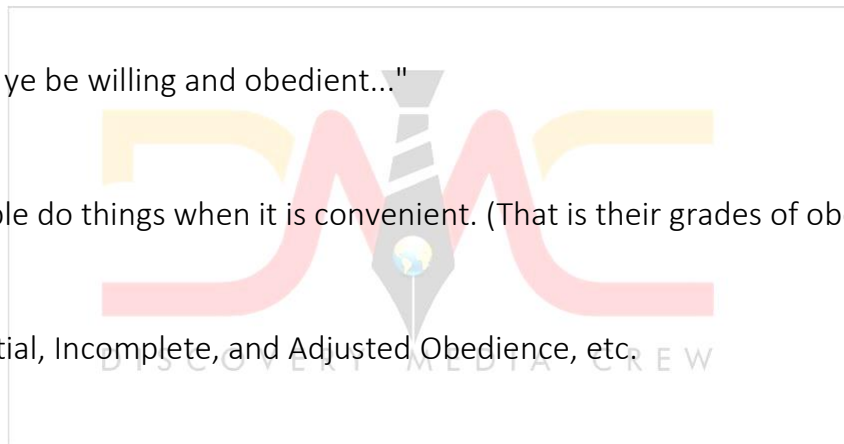 ye be willing and obedient..."
ple do things when it is convenient. (That is their grades of ob
tial, Incomplete, and Adjusted Obedience, etc.
DISCOVERY MEDIA CREW